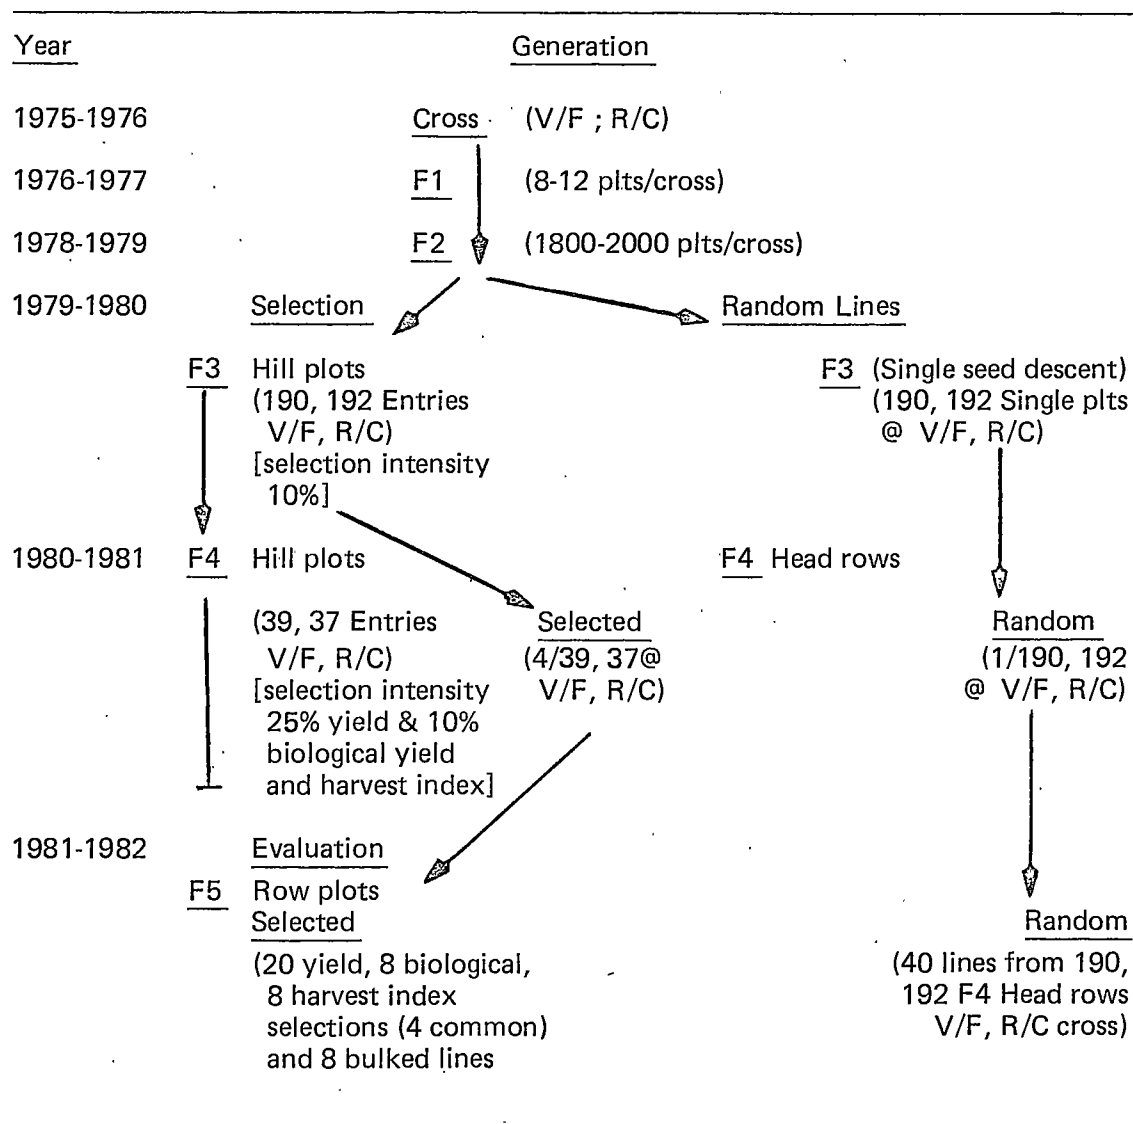 Year Generation
1975-1976 Cross (V/F ; R/C)
1976-1977 F1 (8-12 plts/cross)
1978-1979 F2 (1800-2000 plts/cross)
1979-1980 Selection Random Lines
F3 Hill plots F3 (Single seed descent)
(190, 192 Entries (190, 192 Single plts
V/F, R/C) @ V/F, R/C)
[selection intensity
10%]
1980-1981 F4 Hill plots F4 Head rows
(39, 37 Entries Selected Random
V/F, R/C) (4/39, 37@ (1/190, 192
[selection intensity V/F, R/C) @ V/F, R/C)
25% yield & 10%
biological yield
and harvest index]
1981-1982 Evaluation
F5 Row plots
Selected Random
(20 yield, 8 biological, (40 lines from 190,
8 harvest index 192 F4 Head rows
selections (4 common) V/F, R/C cross)
and 8 bulked lines